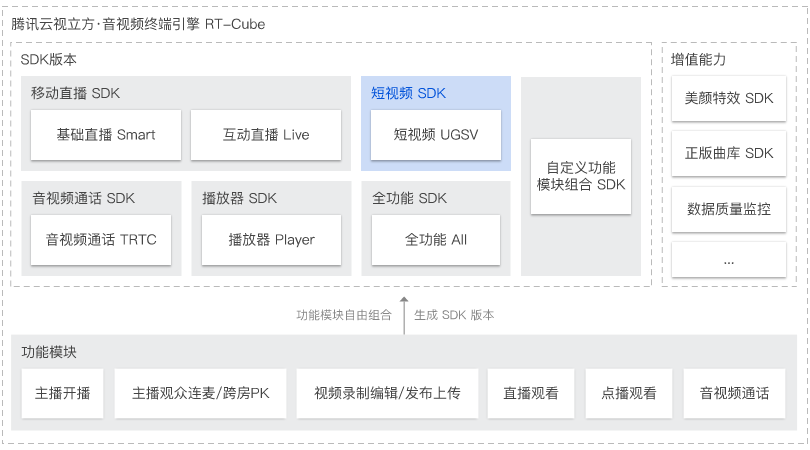 腾讯云视立方·音视频终端引擎 RT-Cube
SDK版本
移动直播 SDK
基础直播 Smart
互动直播 Live
短视频 SDK
短视频 UGSV
自定义功能
模块组合 SDK
音视频通话 SDK
音视频通话 TRTC
播放器 SDK
播放器 Player
全功能 SDK
全功能 All
增值能力
美颜特效 SDK
正版曲库 SDK
数据质量监控
...
功能模块自由组合
生成 SDK 版本
功能模块
主播开播
主播观众连麦/跨房PK
视频录制编辑/发布上传
直播观看
点播观看
音视频通话